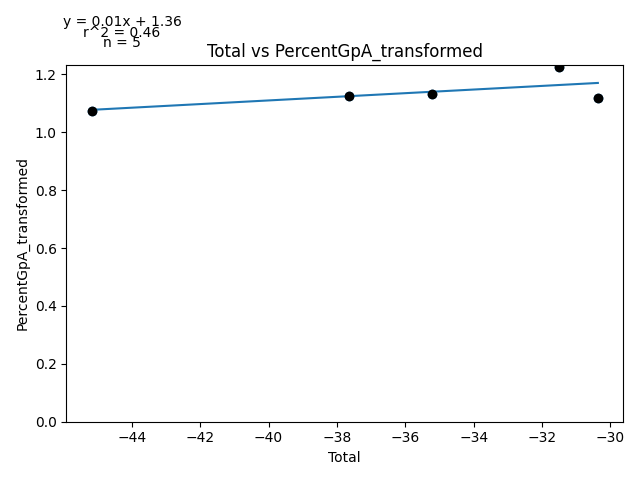 y = 0.01x + 1.36
r^2 = 0.46
n = 5
Total vs PercentGpA_transformed
PercentGpA_transformed
1.2
1.0
0.8
0.6
0.4
0.2
0.0
−44 −42 −40 −38 −36 −34 −32 −30
Total